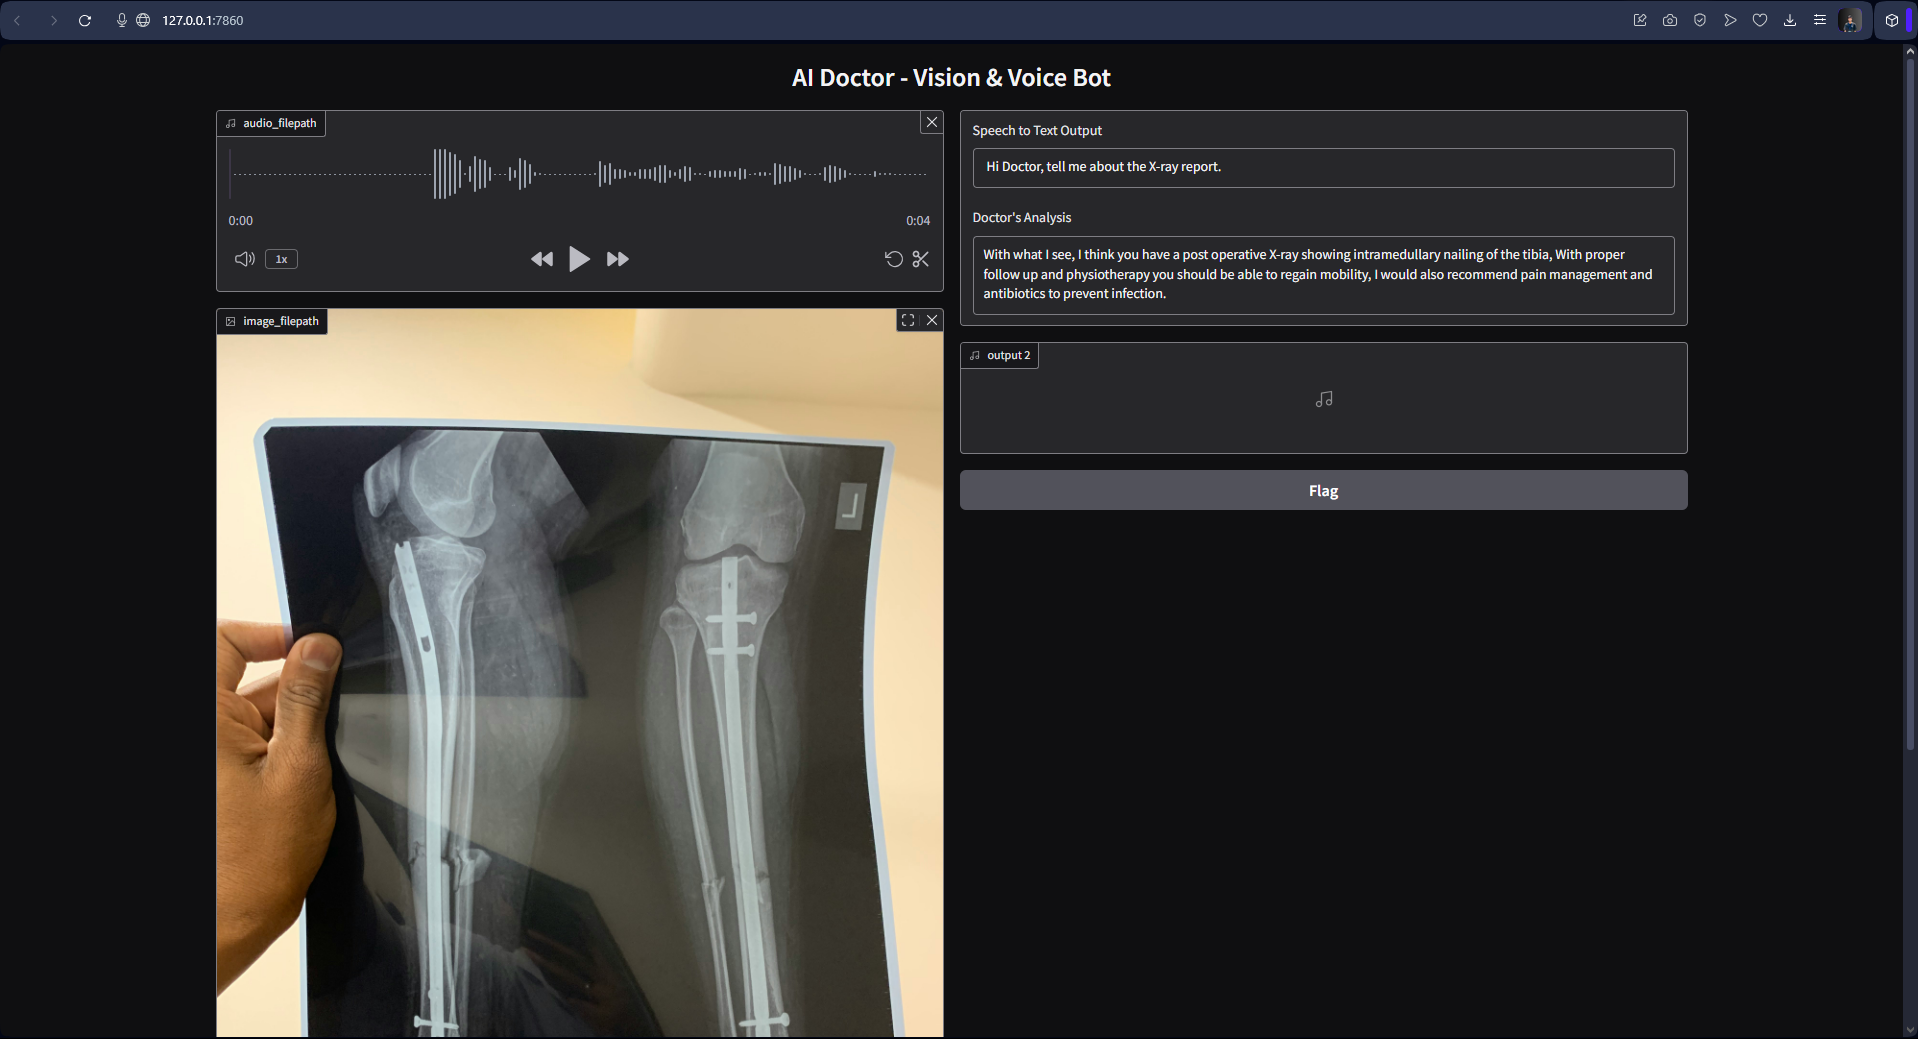 127.0.0.1:7860
AI Doctor - Vision & Voice Bot
audio_filepath
0:00
0:04
1x
image_filepath
L
Speech to Text Output
Hi Doctor, tell me about the X-ray report.
Doctor's Analysis
With what I see, I think you have a post operative X-ray showing intramedullary nailing of the tibia, With proper
follow up and physiotherapy you should be able to regain mobility, I would also recommend pain management and
antibiotics to prevent infection.
output 2
Flag